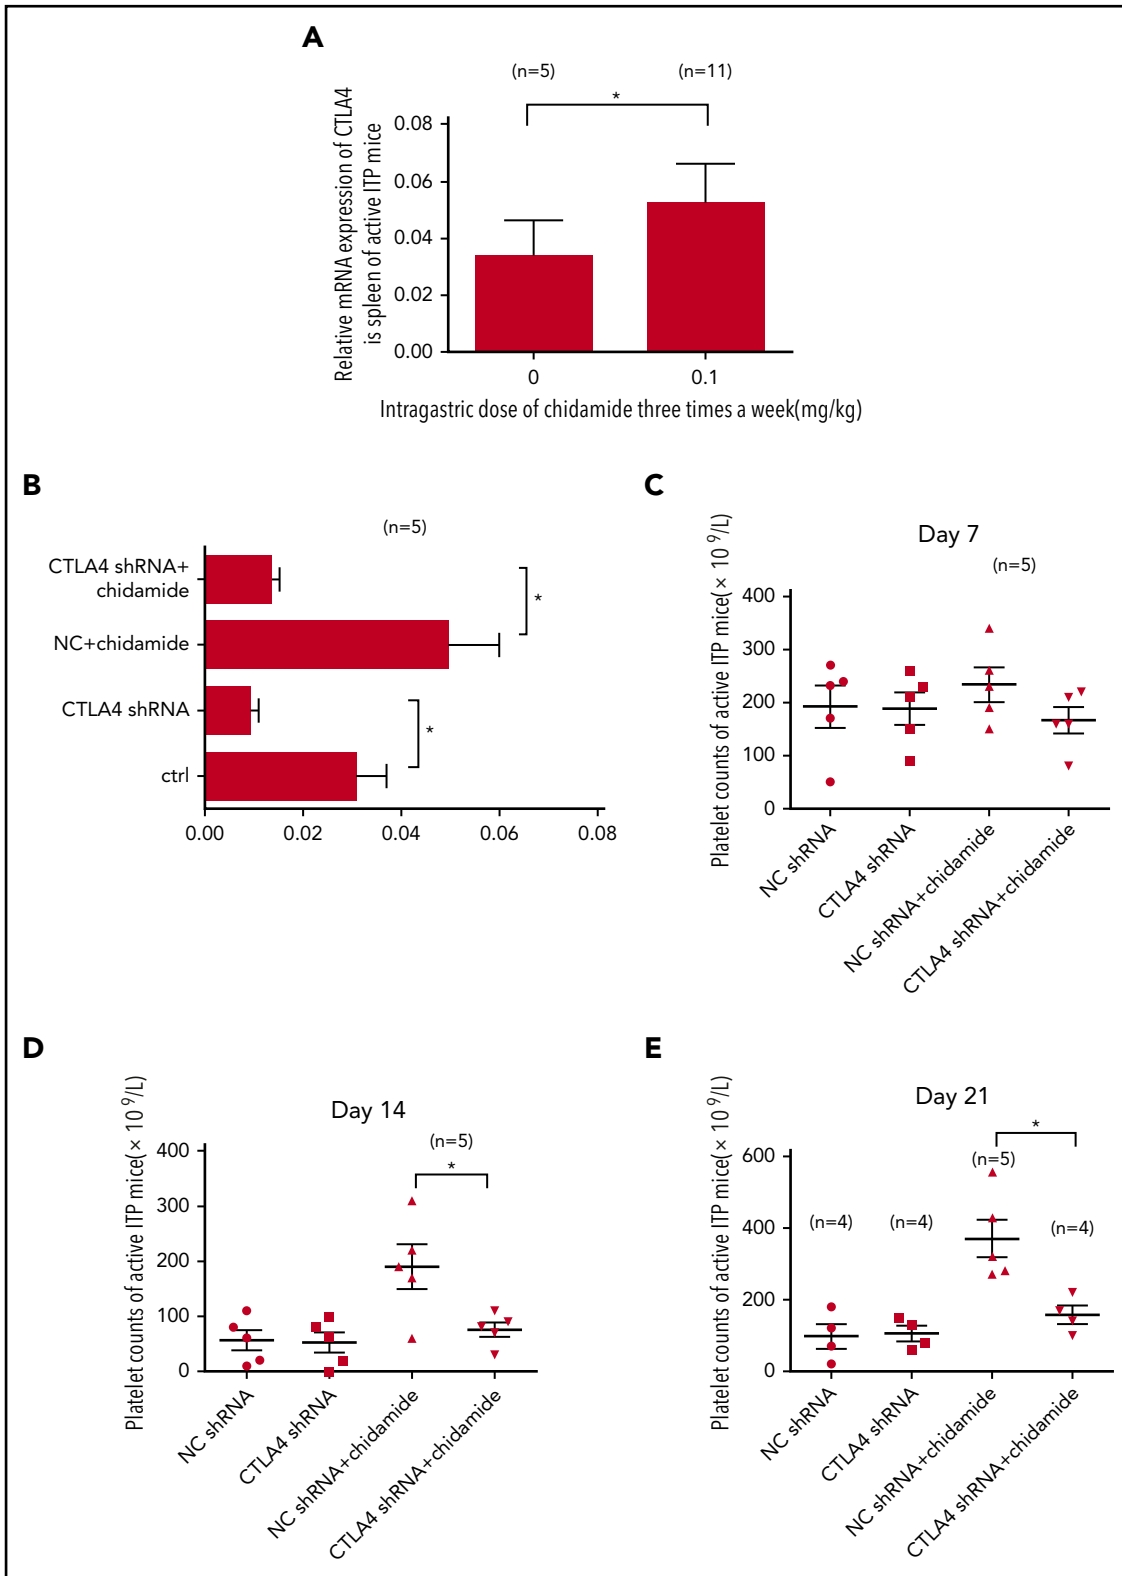 A
(n=5)
(n=11)
*
Relative mRNA expression of CTLA4
is spleen of active ITP mice
0.08
0.06
0.04
0.02
0.00
0
0.1
Intragastric dose of chidamide three times a week(mg/kg)
B
(n=5)
CTLA4 shRNA+
chidamide
NC+chidamide
CTLA4 shRNA
ctrl
*
*
0.00
0.02
0.04
0.06
0.08
C
Day 7
(n=5)
Platelet counts of active ITP mice(× 10 9/L)
400
300
200
100
0
NC shRNA
CTLA4 shRNA
NC shRNA+chidamide
CTLA4 shRNA+chidamide
D
Day 14
(n=5)
*
Platelet counts of active ITP mice(× 10 9/L)
400
300
200
100
0
NC shRNA
CTLA4 shRNA
NC shRNA+chidamide
CTLA4 shRNA+chidamide
E
Day 21
*
(n=5)
(n=4)
(n=4)
(n=4)
Platelet counts of active ITP mice(× 10 9/L)
600
400
200
0
NC shRNA
CTLA4 shRNA
NC shRNA+chidamide
CTLA4 shRNA+chidamide